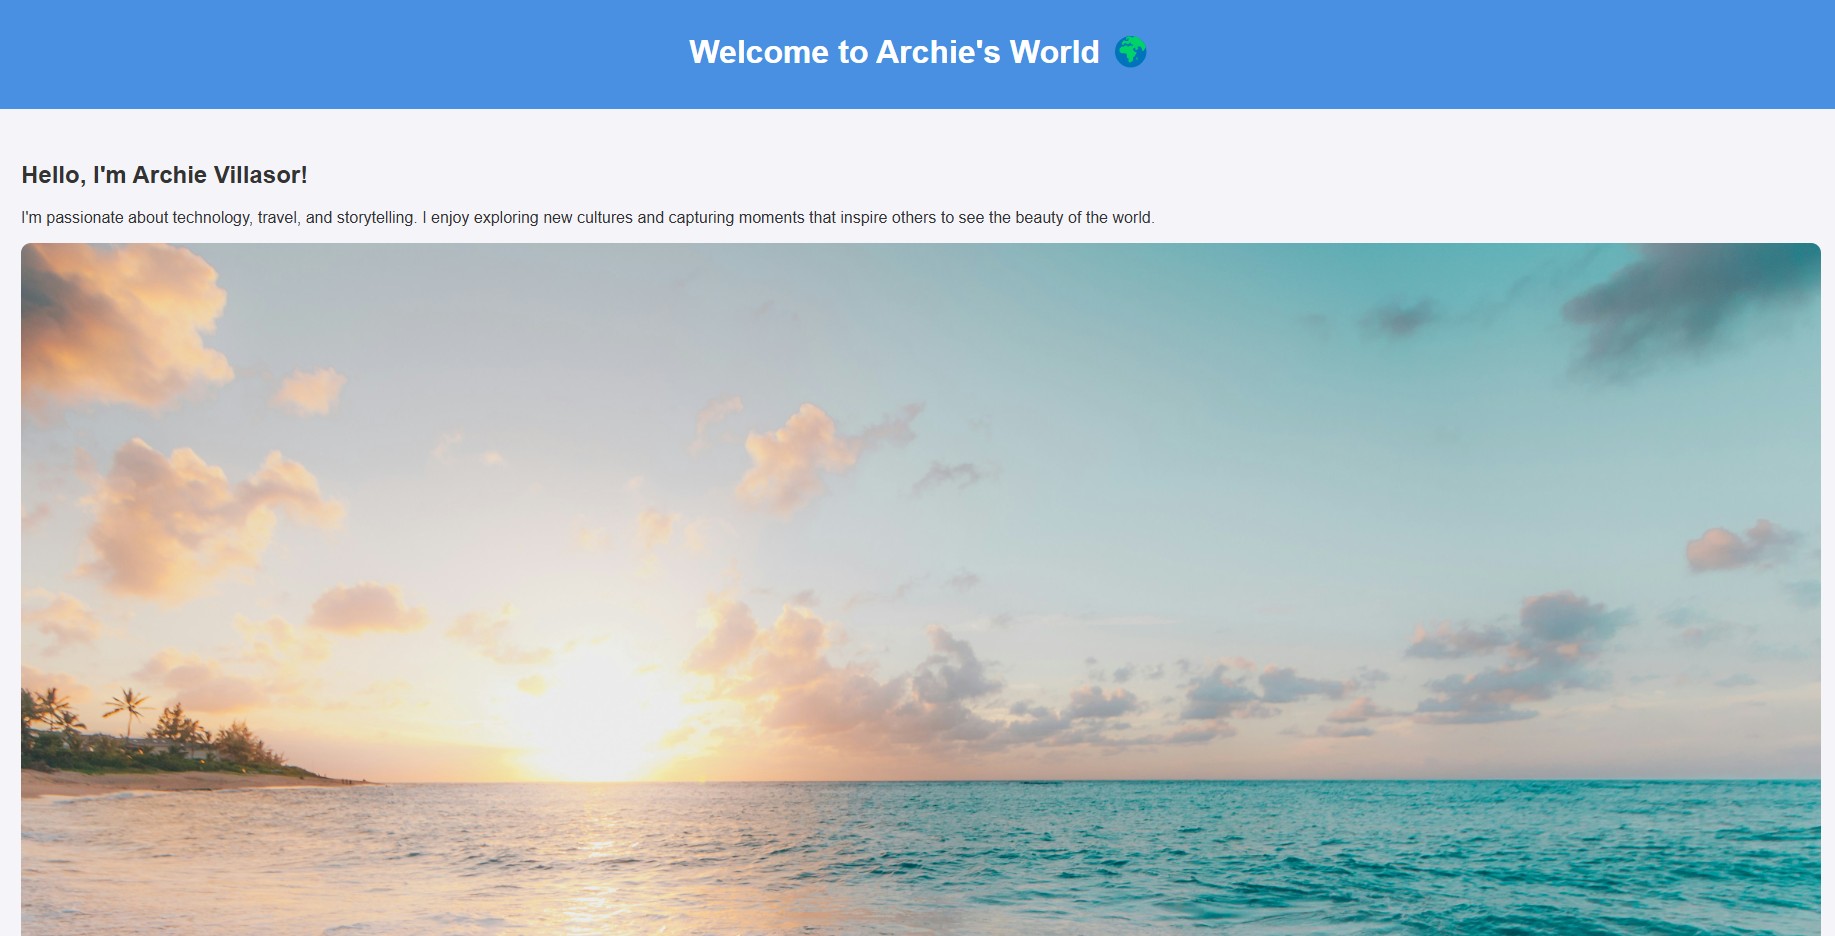 Welcome to Archie's World 🌍
Hello, I'm Archie Villasor!
I'm passionate about technology, travel, and storytelling. I enjoy exploring new cultures and capturing moments that inspire others to see the beauty of the world.